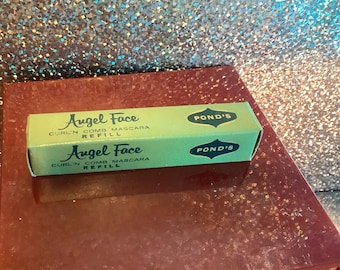 Angel Face
CURL'N COMB MASCARA
REFILL
POND'S
Angel Face
CURL'N COMB MASCARA
REFILL
POND'S